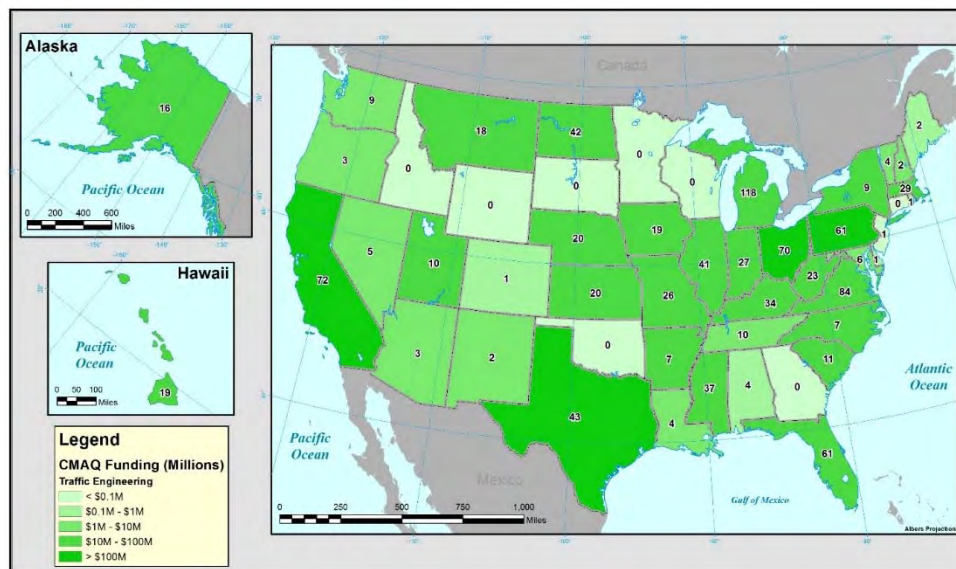 Alaska
16
Pacific Ocean
0 200 400 600
Miles
Hawaii
Pacific
Ocean
19
0 50 100
Miles
Legend
CMAQ Funding (Millions)
Traffic Engineering
< $0.1M
$0.1M - $1M
$1M - $10M
$10M - $100M
> $100M
Canada
9
18
42
0
2
3
0
0
0
118
4
2
9
29
0
1
0
20
19
61
1
72
5
10
1
41
27
70
6
1
20
26
23
84
34
3
2
0
7
10
7
37
4
0
11
43
4
61
Pacific
Ocean
Mexico
Gulf of Mexico
Atlantic
Ocean
0 250 500 750 1,000
Miles
Albers Projection